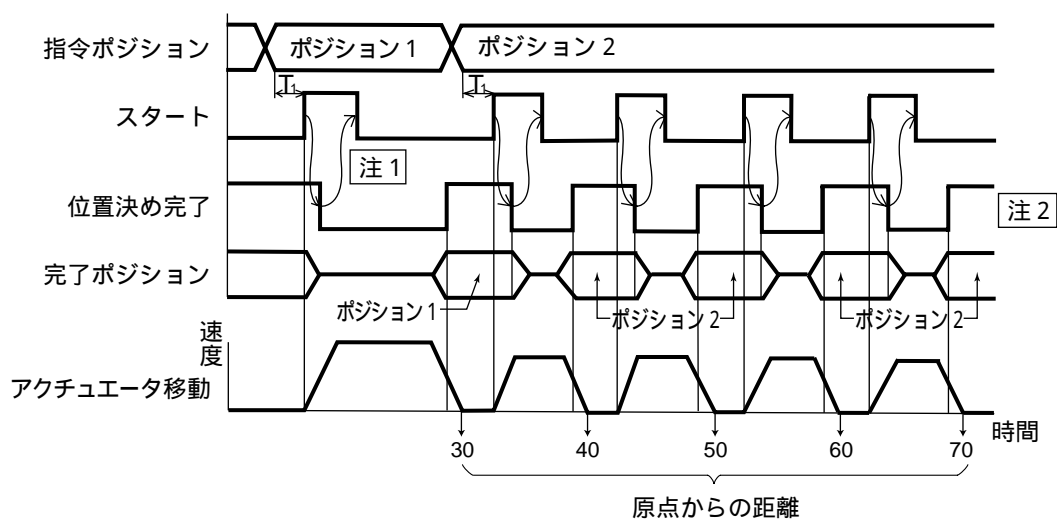 指令ポジション
ポジション 1
ポジション 2
T1
T1
スタート
注 1
位置決め完了
注 2
完了ポジション
ポジション 1
ポジション 2
ポジション 2
速度
アクチュエータ移動
時間
30
40
50
60
70
原点からの距離